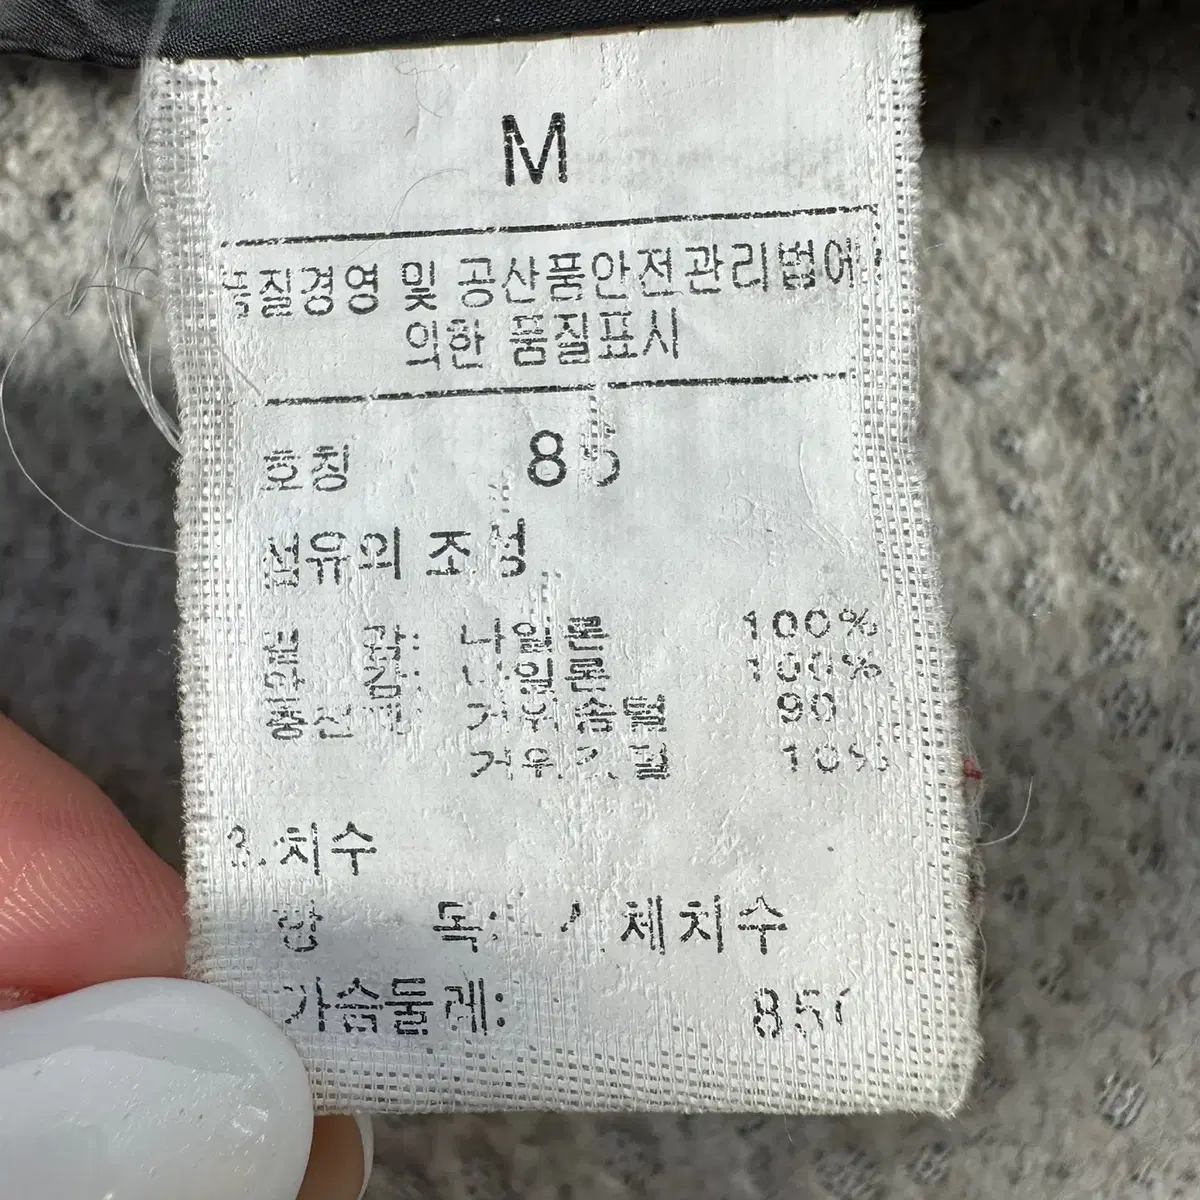 M
품질경영 및 공산품안전관리법에
의한 품질표시
호칭 85
섬유의 조성
겉 감: 나일론 100%
안 감: 나일론 100%
충전재: 거위솜털 90
거위깃털 10%
3.치수
항 목: 체치수
가슴둘레: 850